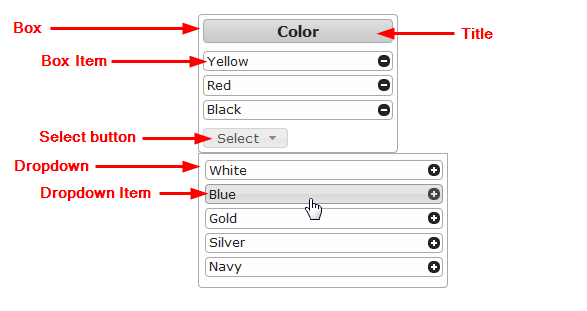 Box
Color
Title
Box Item
Yellow
Red
Black
Select button
Select
Dropdown
White
Dropdown Item
Blue
Gold
Silver
Navy